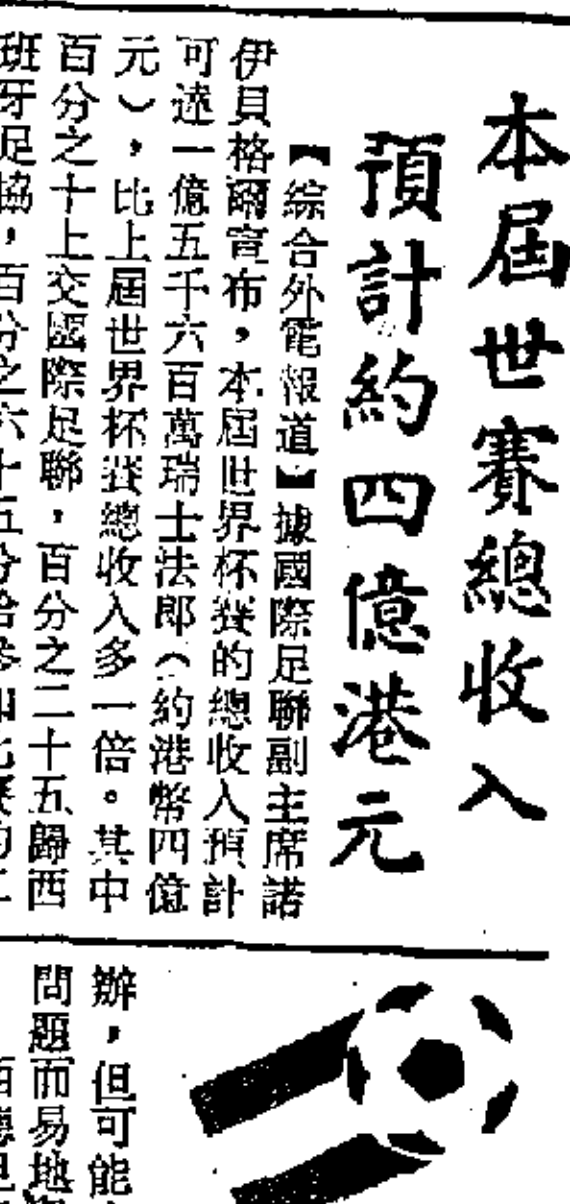 本屆世賽總收入
預計約四億港元
【綜合外電報道】據國際足聯副主席諾
伊貝格爾宣布，本屆世界杯賽的總收入預計
可達一億五千六百萬瑞士法郎（約港幣四億
元），比上屆世界杯賽總收入多一倍。其中
百分之十上交國際足聯，百分之二十五歸西
班牙足協，百分之六十五分給參加比賽的二
辦，但可能
問題而易地